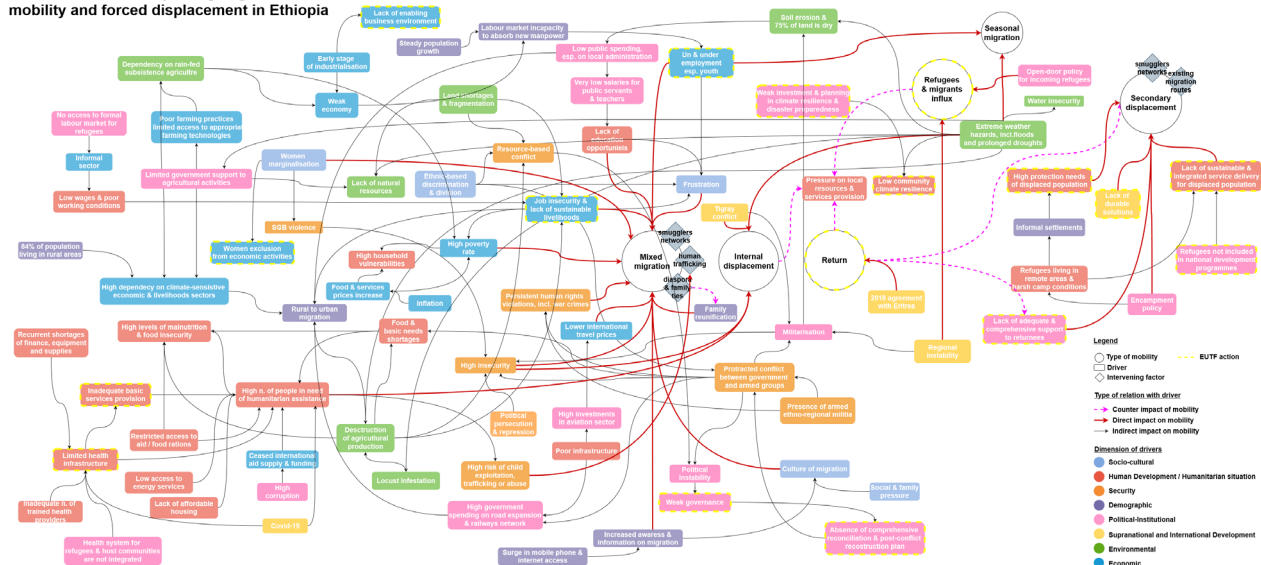 mobility and forced displacement in Ethiopia
Lack of enabling
business environment
Steady population
growth
Labour market incapacity
to absorb new manpower
Soil erosion &
75% of land is dry
Seasonal
migration
Low public spending,
esp. on local administration
Early stage
of industrialisation
Dependency on rain-fed
subsistence agricultre
Un & under
employment
esp. youth
Very low salaries for
public servants
& teachers
Refugees
& migrants
influx
Open-door policy
for incoming refugees
smugglers
networks
existing
migration
routes
Secondary
displacement
Weak
economy
Land shortages
& fragmentation
Weak investment & planning
in climate resilience &
disaster preparedness
Water insecurity
No access to formal
labour market for
refugees
Poor farming practices
limited access to appropriat
farming technologies
Lack of
education
opportunieis
Extreme weather
hazards, incl.floods
and prolonged droughts
Informal
sector
Women
marginalisation
Resource-based
conflict
Limited government support to
agricultural activities
Lack of natural
resources
Ethnic-based
discrimination
& division
Frustration
Pressure on local
resources &
services provision
Low community
climate resilience
High protection needs
of displaced population
Lack of sustainable &
integrated service delivery
for displaced population
Low wages & poor
working conditions
Job insecurity &
lack of sustainable
livelihoods
Tigray
conflict
Lack of
durable
solutions
SGB violence
Informal settlements
84% of population
living in rural areas
Women exclusion
from economic activities
High household
vulnerabilities
High poverty
rate
smugglers
networks
human
trafficking
diaspora
& family
ties
Mixed
migration
Internal
displacement
Return
Refugees not included
in national development
programmes
Refugees living in
remote areas &
harsh camp conditions
High dependency on climate-sensitive
economic & livelihoods sectors
Food & services
prices increase
Inflation
Persistent human rights
violations, incl. war crimes
2018 agreement
with Eritrea
Encampment
policy
Rural to urban
migration
Family
reunification
High levels of malnutrition
& food insecurity
Food &
basic needs
shortages
Lower international
travel prices
Militarisation
Lack of adequate &
comprehensive support
to returnees
Recurrent shortages
of finance, equipment
and supplies
High insecurity
Regional
instability
Protracted conflict
between government
and armed groups
Inadequate basic
services provision
High n. of people in need
of humanitarian assistance
Presence of armed
ethno-regional militia
Political
persecution
& repression
High investments
in aviation sector
Restricted access to
aid / food rations
Desctruction
of agricultural
production
Poor infrastructure
Limited health
infrastructure
Ceased international
aid supply & funding
High risk of child
exploitation,
trafficking or abuse
Political
instability
Culture of migration
Low access to
energy services
Locust infestation
High
corruption
Social & family
pressure
Inadequate n. of
trained health
providers
Lack of affordable
housing
Weak governance
High government
spending on road expansion
& railways network
Covid-19
Absence of comprehensive
reconciliation & post-conflict
recostruction plan
Increased awaress &
information on migration
Health system for
refugees & host communities
are not integrated
Surge in mobile phone &
internet access
Legend
Type of mobility
EUTF action
Driver
Intervening factor
Type of relation with driver
Counter impact of mobility
Direct impact on mobility
Indirect impact on mobility
Dimension of drivers
Socio-cultural
Human Development / Humanitarian situation
Security
Demographic
Political-Institutional
Supranational and International Development
Environmental
Economic